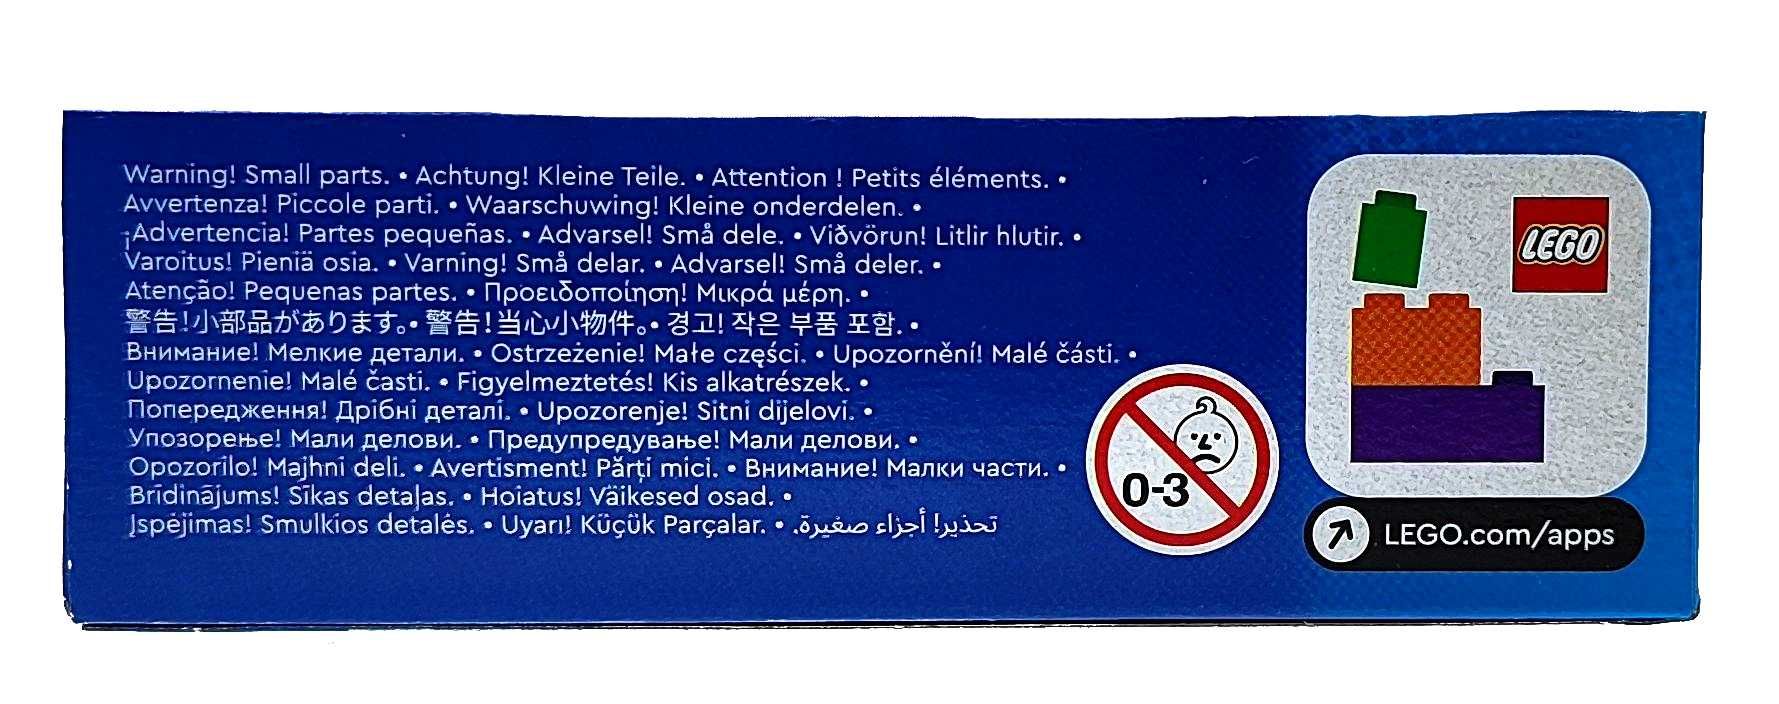 Warning! Small parts. • Achtung! Kleine Teile. • Attention ! Petits éléments. •
Avvertenza! Piccole parti. • Waarschuwing! Kleine onderdelen. •
¡Advertencia! Partes pequeñas. • Advarsel! Små dele. • Viðvörun! Litlir hlutir. •
Varoitus! Pieniä osia. • Varning! Små delar. • Advarsel! Små deler. •
Atenção! Pequenas partes. • Προειδοποίηση! Μικρά μέρη. •
警告!小部品があります。• 警告!当心小物件。• 경고! 작은 부품 포함. •
Внимание! Мелкие детали. • Ostrzeżenie! Małe części. • Upozornění! Malé části. •
Upozornenie! Malé časti. • Figyelmeztetés! Kis alkatrészek. •
Попередження! Дрібні деталі. • Upozorenje! Sitni dijelovi. •
Упозорење! Мали делови. • Предупредување! Мали делови. •
Opozorilo! Majhni deli. • Avertisment! Părți mici. • Внимание! Малки части. •
Brīdinājums! Sīkas detaļas. • Hoiatus! Väikesed osad. •
Įspėjimas! Smulkios detalės. • Uyarı! Küçük Parçalar. • تحذير! أجزاء صغيرة.
0-3
LEGO
LEGO.com/apps